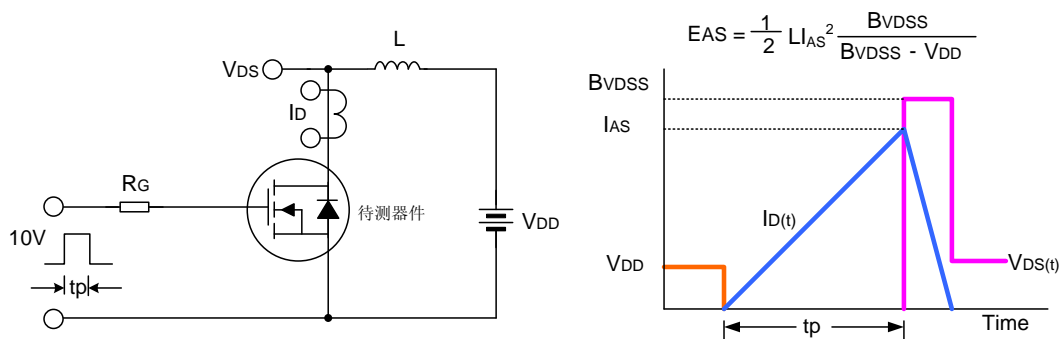 L
VDS
ID
RG
待测器件
10V
VDD
tp
EAS = 1/2 LIAS² BVDSS / BVDSS - VDD
BVDSS
IAS
ID(t)
VDD
VDS(t)
tp
Time